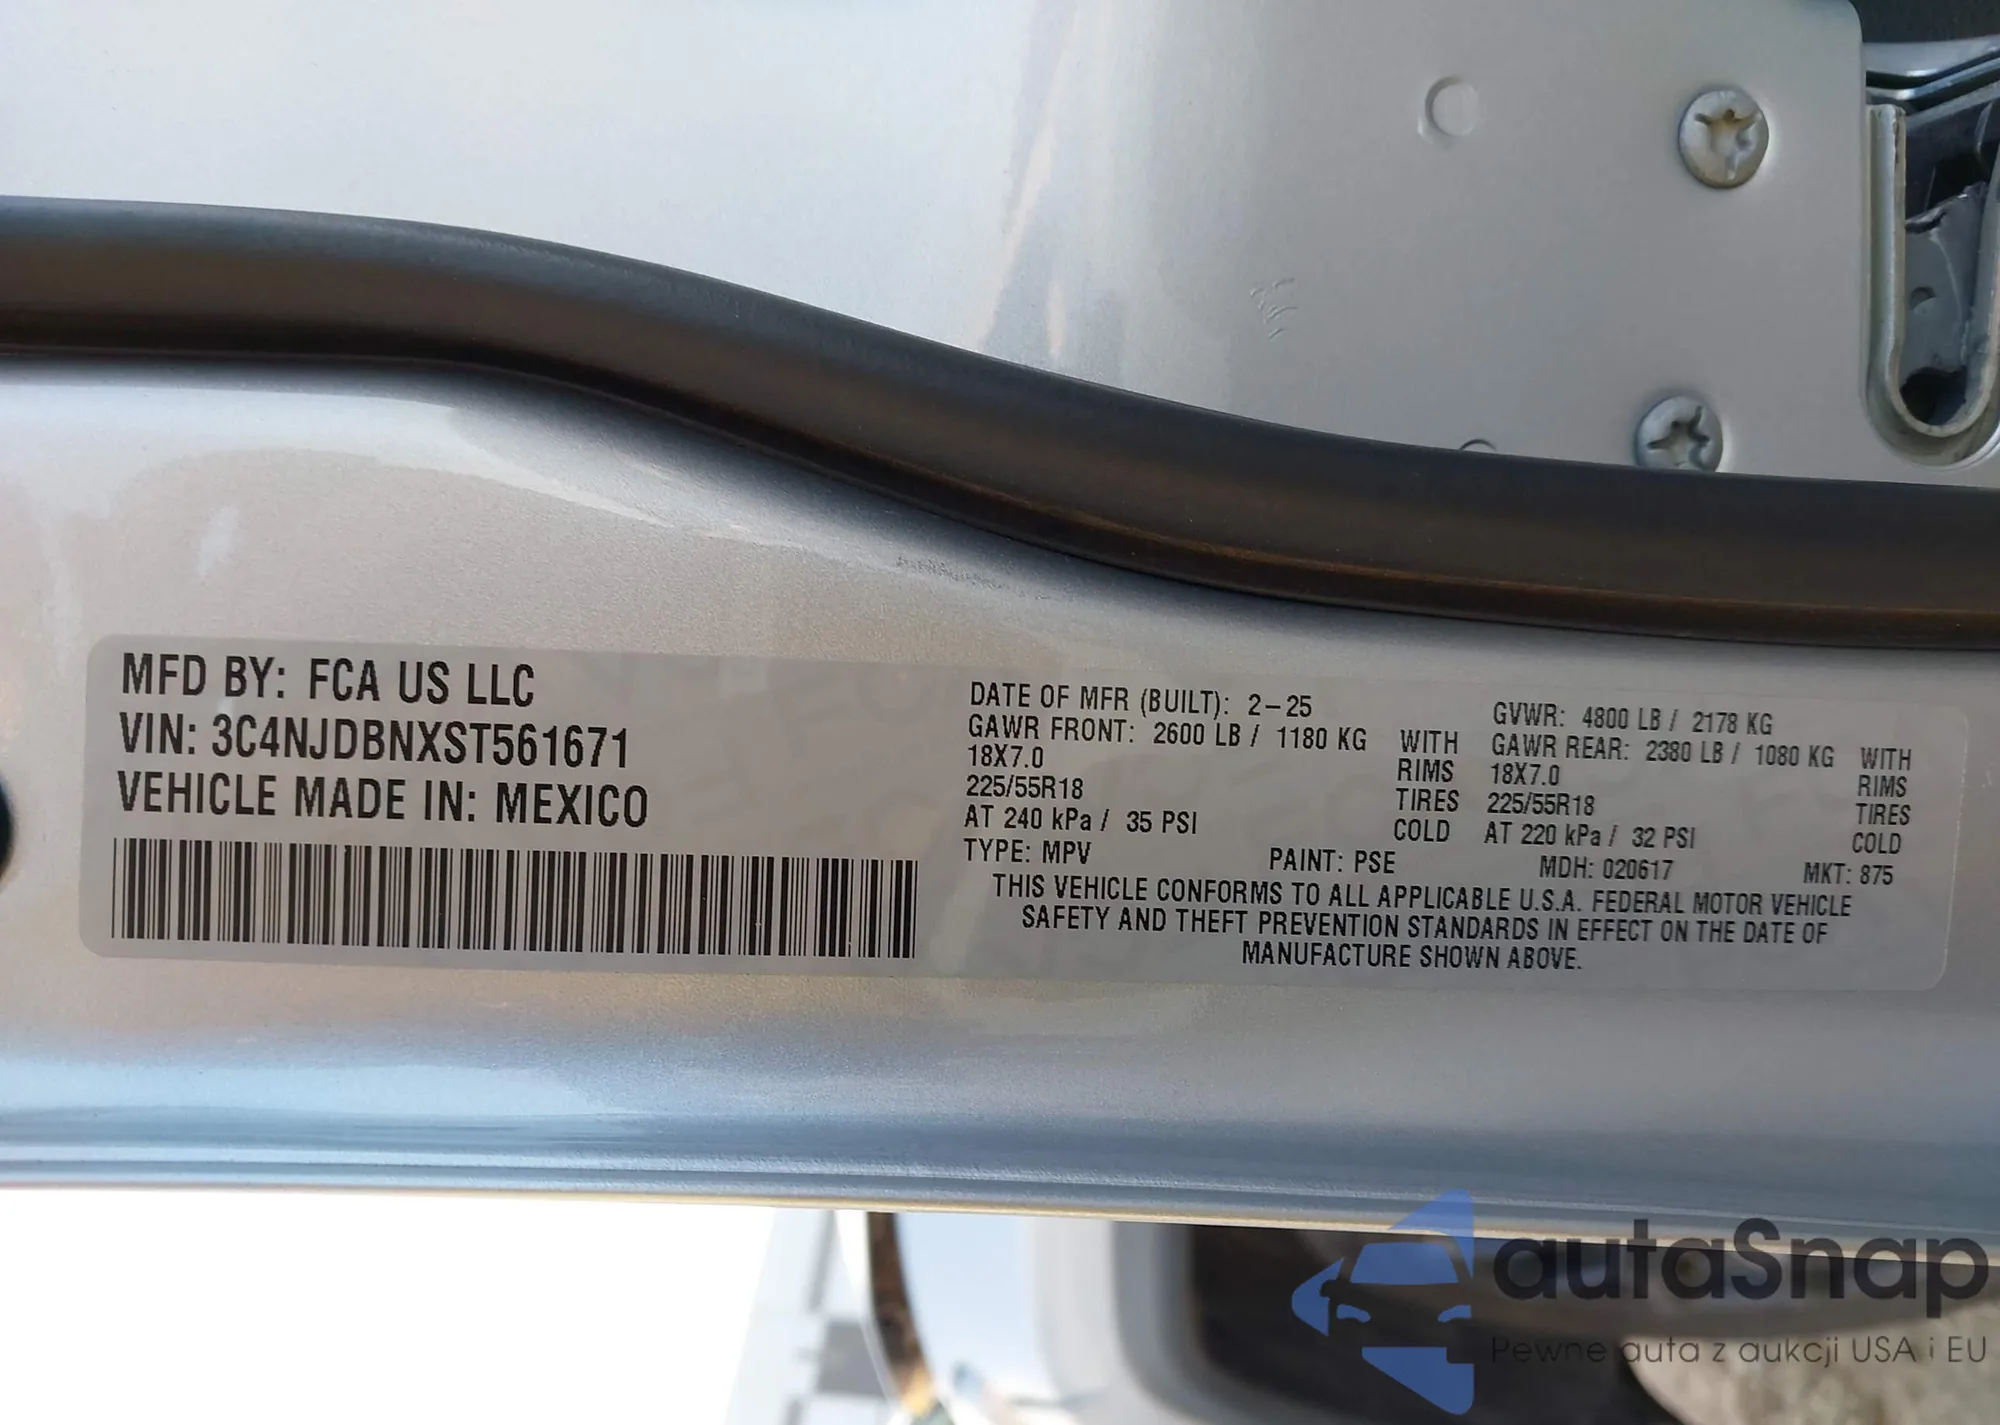 MFD BY: FCA US LLC
VIN: 3C4NJDBNXST561671
VEHICLE MADE IN: MEXICO
DATE OF MFR (BUILT): 2-25 GVWR: 4800 LB / 2178 KG
GAWR FRONT: 2600 LB / 1180 KG WITH GAWR REAR: 2380 LB / 1080 KG WITH
18X7.0 RIMS 18X7.0 RIMS
225/55R18 TIRES 225/55R18 TIRES
AT 240 kPa / 35 PSI COLD AT 220 kPa / 32 PSI COLD
TYPE: MPV PAINT: PSE MDH: 020617 MKT: 875
THIS VEHICLE CONFORMS TO ALL APPLICABLE U.S.A. FEDERAL MOTOR VEHICLE
SAFETY AND THEFT PREVENTION STANDARDS IN EFFECT ON THE DATE OF
MANUFACTURE SHOWN ABOVE.
autaSnap
Pewne auta z aukcji USA i EU